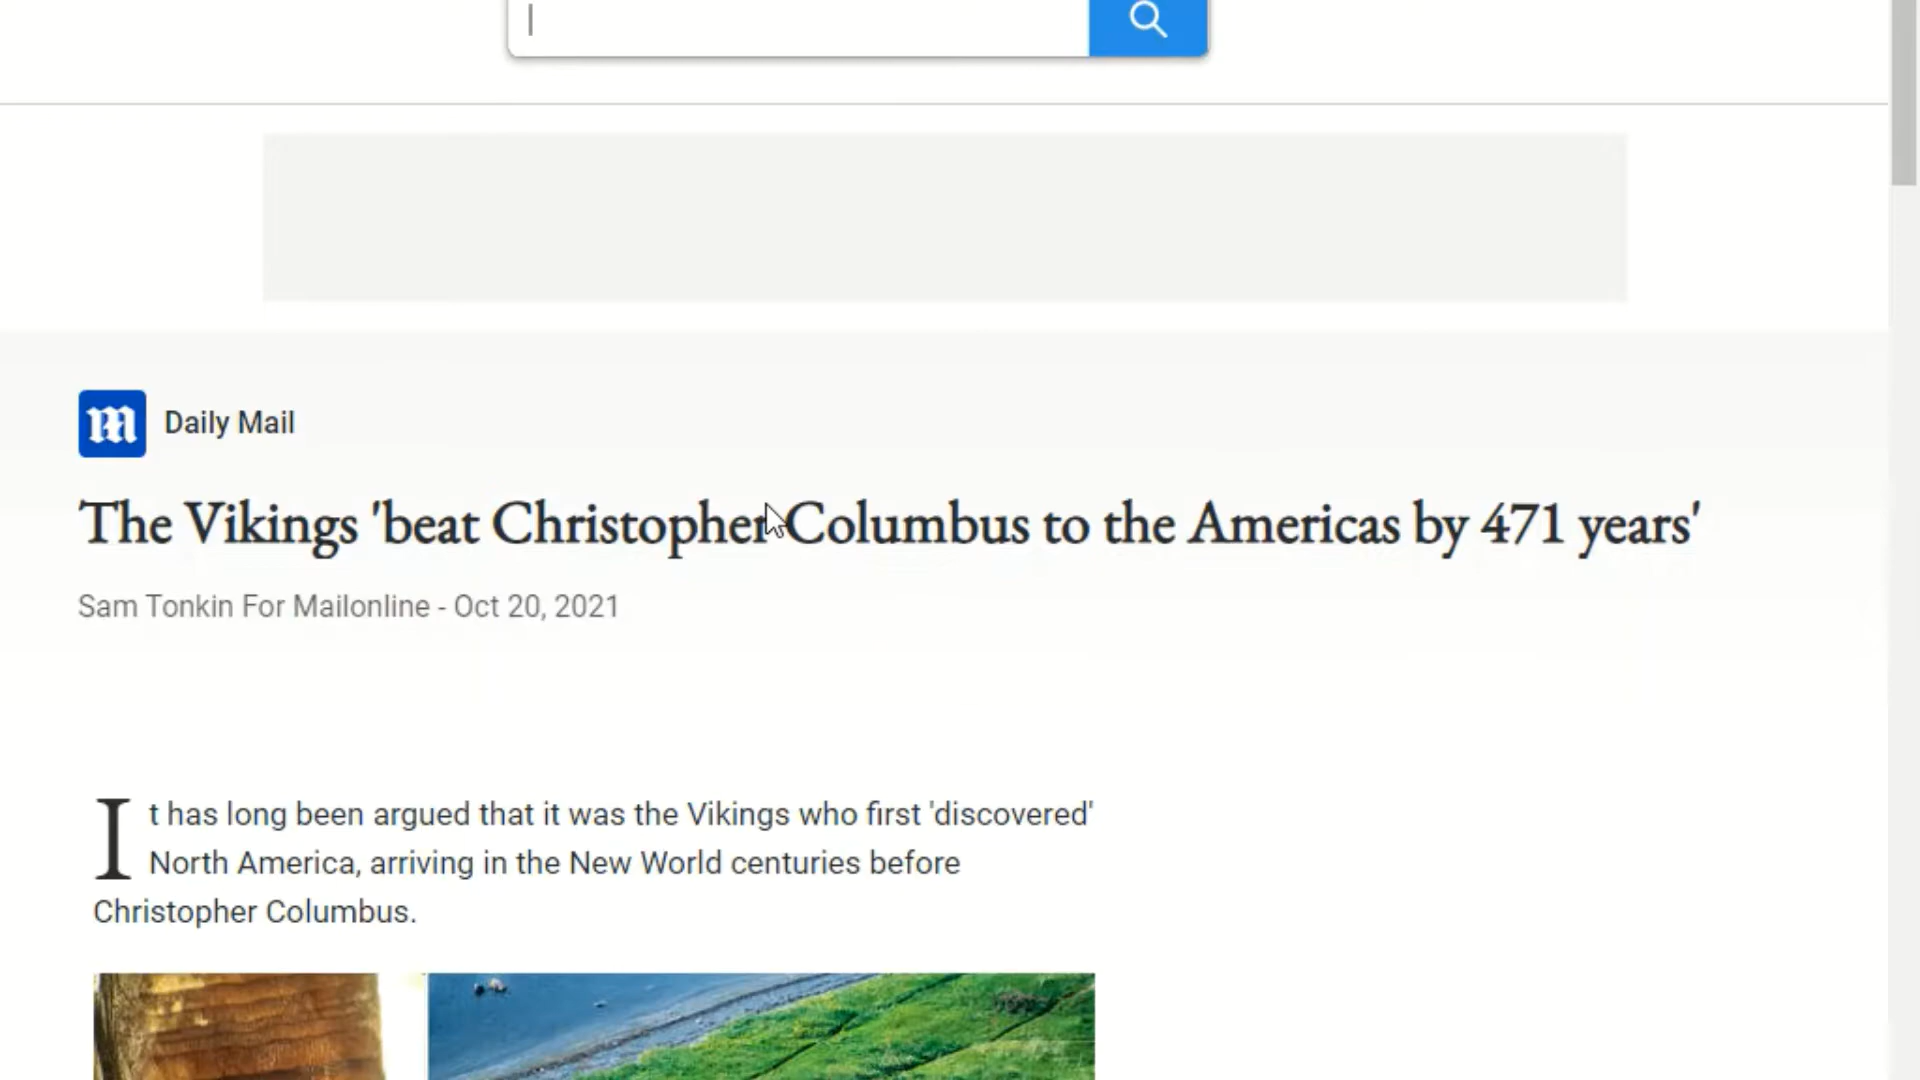 Daily Mail
The Vikings 'beat Christopher Columbus to the Americas by 471 years'
Sam Tonkin For Mailonline - Oct 20, 2021
It has long been argued that it was the Vikings who first 'discovered'
North America, arriving in the New World centuries before
Christopher Columbus.